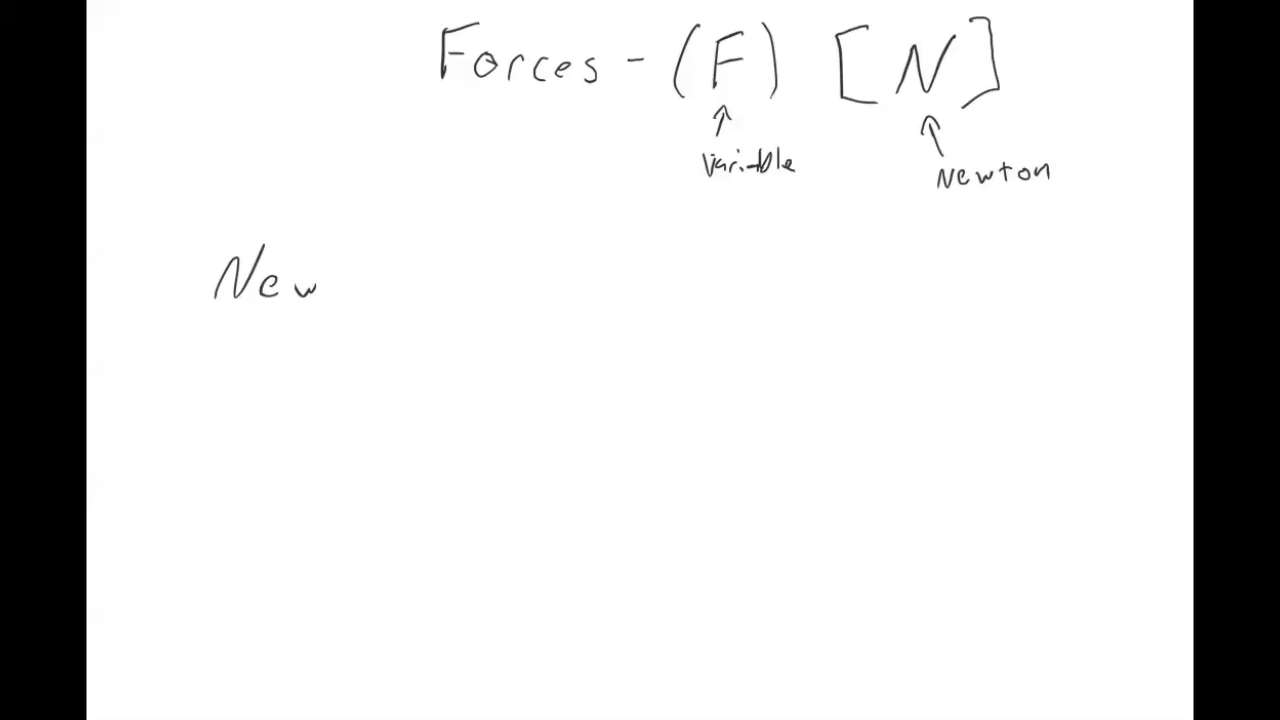 Forces - (F) [N]
↑ ↑
Variable Newton
New